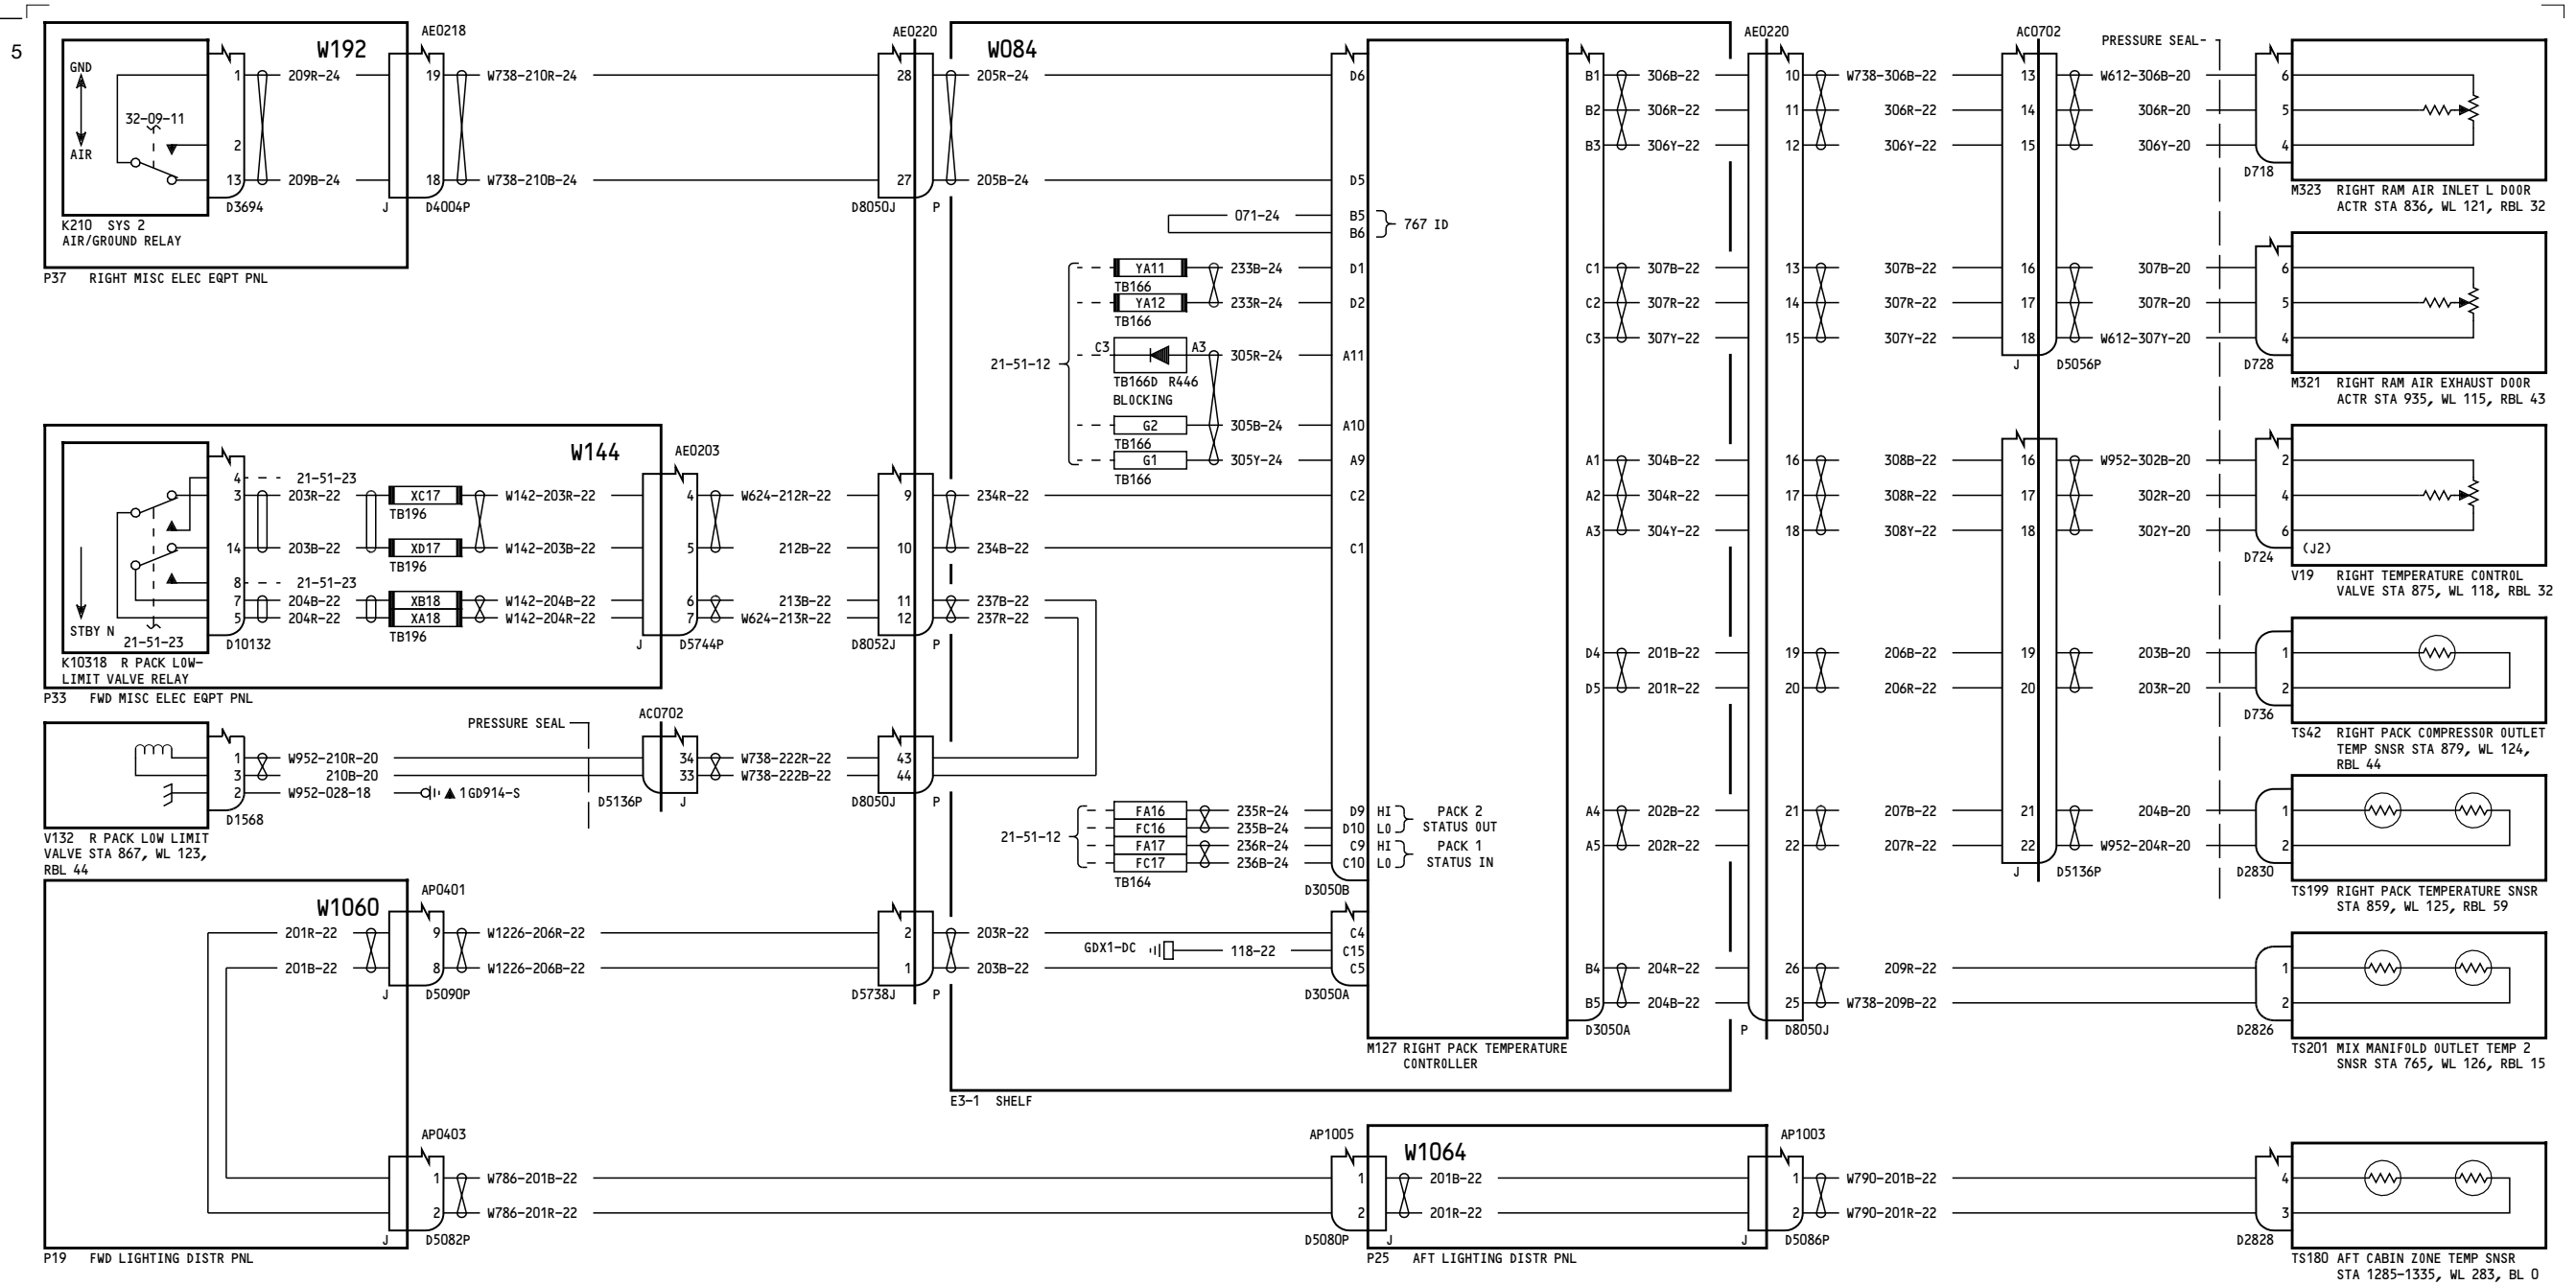 5
W192
AE0218
AE0220
W084
AE0220
AC0702
PRESSURE SEAL
GND
AIR
32-09-11
1 209R-24 19 W738-210R-24 28 205R-24 D6
2
13 209B-24 18 W738-210B-24 27 205B-24 D5
D3694 J D4004P D8050J P
K210 SYS 2
AIR/GROUND RELAY
P37 RIGHT MISC ELEC EQPT PNL
071-24 B5
B6
767 ID
21-51-12
YA11 233B-24 D1
TB166
YA12 233R-24 D2
TB166
C3 A3 305R-24 A11
TB166D R446
BLOCKING
G2 305B-24 A10
TB166
G1 305Y-24 A9
TB166
B1 306B-22 10 W738-306B-22 13 W612-306B-20 6
B2 306R-22 11 306R-22 14 306R-20 5
B3 306Y-22 12 306Y-22 15 306Y-20 4
D718
M323 RIGHT RAM AIR INLET L DOOR
ACTR STA 836, WL 121, RBL 32
C1 307B-22 13 307B-22 16 307B-20 6
C2 307R-22 14 307R-22 17 307R-20 5
C3 307Y-22 15 307Y-22 18 W612-307Y-20 4
J D5056P D728
M321 RIGHT RAM AIR EXHAUST DOOR
ACTR STA 935, WL 115, RBL 43
A1 304B-22 16 308B-22 16 W952-302B-20 2
A2 304R-22 17 308R-22 17 302R-20 4
A3 304Y-22 18 308Y-22 18 302Y-20 6
D724 (J2)
V19 RIGHT TEMPERATURE CONTROL
VALVE STA 875, WL 118, RBL 32
D4 201B-22 19 206B-22 19 203B-20 1
D5 201R-22 20 206R-22 20 203R-20 2
D736
TS42 RIGHT PACK COMPRESSOR OUTLET
TEMP SNSR STA 879, WL 124,
RBL 44
A4 202B-22 21 207B-22 21 204B-20 1
A5 202R-22 22 207R-22 22 W952-204R-20 2
J D5136P D2830
TS199 RIGHT PACK TEMPERATURE SNSR
STA 859, WL 125, RBL 59
B4 204R-22 26 209R-22 1
B5 204B-22 25 W738-209B-22 2
D3050A P D8050J D2826
TS201 MIX MANIFOLD OUTLET TEMP 2
SNSR STA 765, WL 126, RBL 15
W144
AE0203
4 21-51-23
3 203R-22 XC17 W142-203R-22 4 W624-212R-22 9 234R-22 C2
TB196
14 203B-22 XD17 W142-203B-22 5 212B-22 10 234B-22 C1
TB196
8 21-51-23
7 204B-22 XB18 W142-204B-22 6 213B-22 11 237B-22
5 204R-22 XA18 W142-204R-22 7 W624-213R-22 12 237R-22
TB196
STBY N
21-51-23
D10132 J D5744P D8052J P
K10318 R PACK LOW-
LIMIT VALVE RELAY
P33 FWD MISC ELEC EQPT PNL
PRESSURE SEAL
AC0702
1 W952-210R-20 34 W738-222R-22 43
3 210B-20 33 W738-222B-22 44
2 W952-028-18 1GD914-S
D1568 D5136P J D8050J P
V132 R PACK LOW LIMIT
VALVE STA 867, WL 123,
RBL 44
21-51-12
FA16 235R-24 D9 HI PACK 2
FC16 235B-24 D10 LO STATUS OUT
FA17 236R-24 C9 HI PACK 1
FC17 236B-24 C10 LO STATUS IN
TB164
D3050B
W1060
AP0401
201R-22 9 W1226-206R-22 2 203R-22 C4
GDX1-DC 118-22 C15
201B-22 8 W1226-206B-22 1 203B-22 C5
J D5090P D5738J P D3050A
M127 RIGHT PACK TEMPERATURE
CONTROLLER
E3-1 SHELF
AP0403
AP1005
W1064
AP1003
1 W786-201B-22 1 201B-22 1 W790-201B-22 4
2 W786-201R-22 2 201R-22 2 W790-201R-22 3
J D5082P D5080P J J D5086P D2828
P19 FWD LIGHTING DISTR PNL
P25 AFT LIGHTING DISTR PNL
TS180 AFT CABIN ZONE TEMP SNSR
STA 1285-1335, WL 283, BL 0